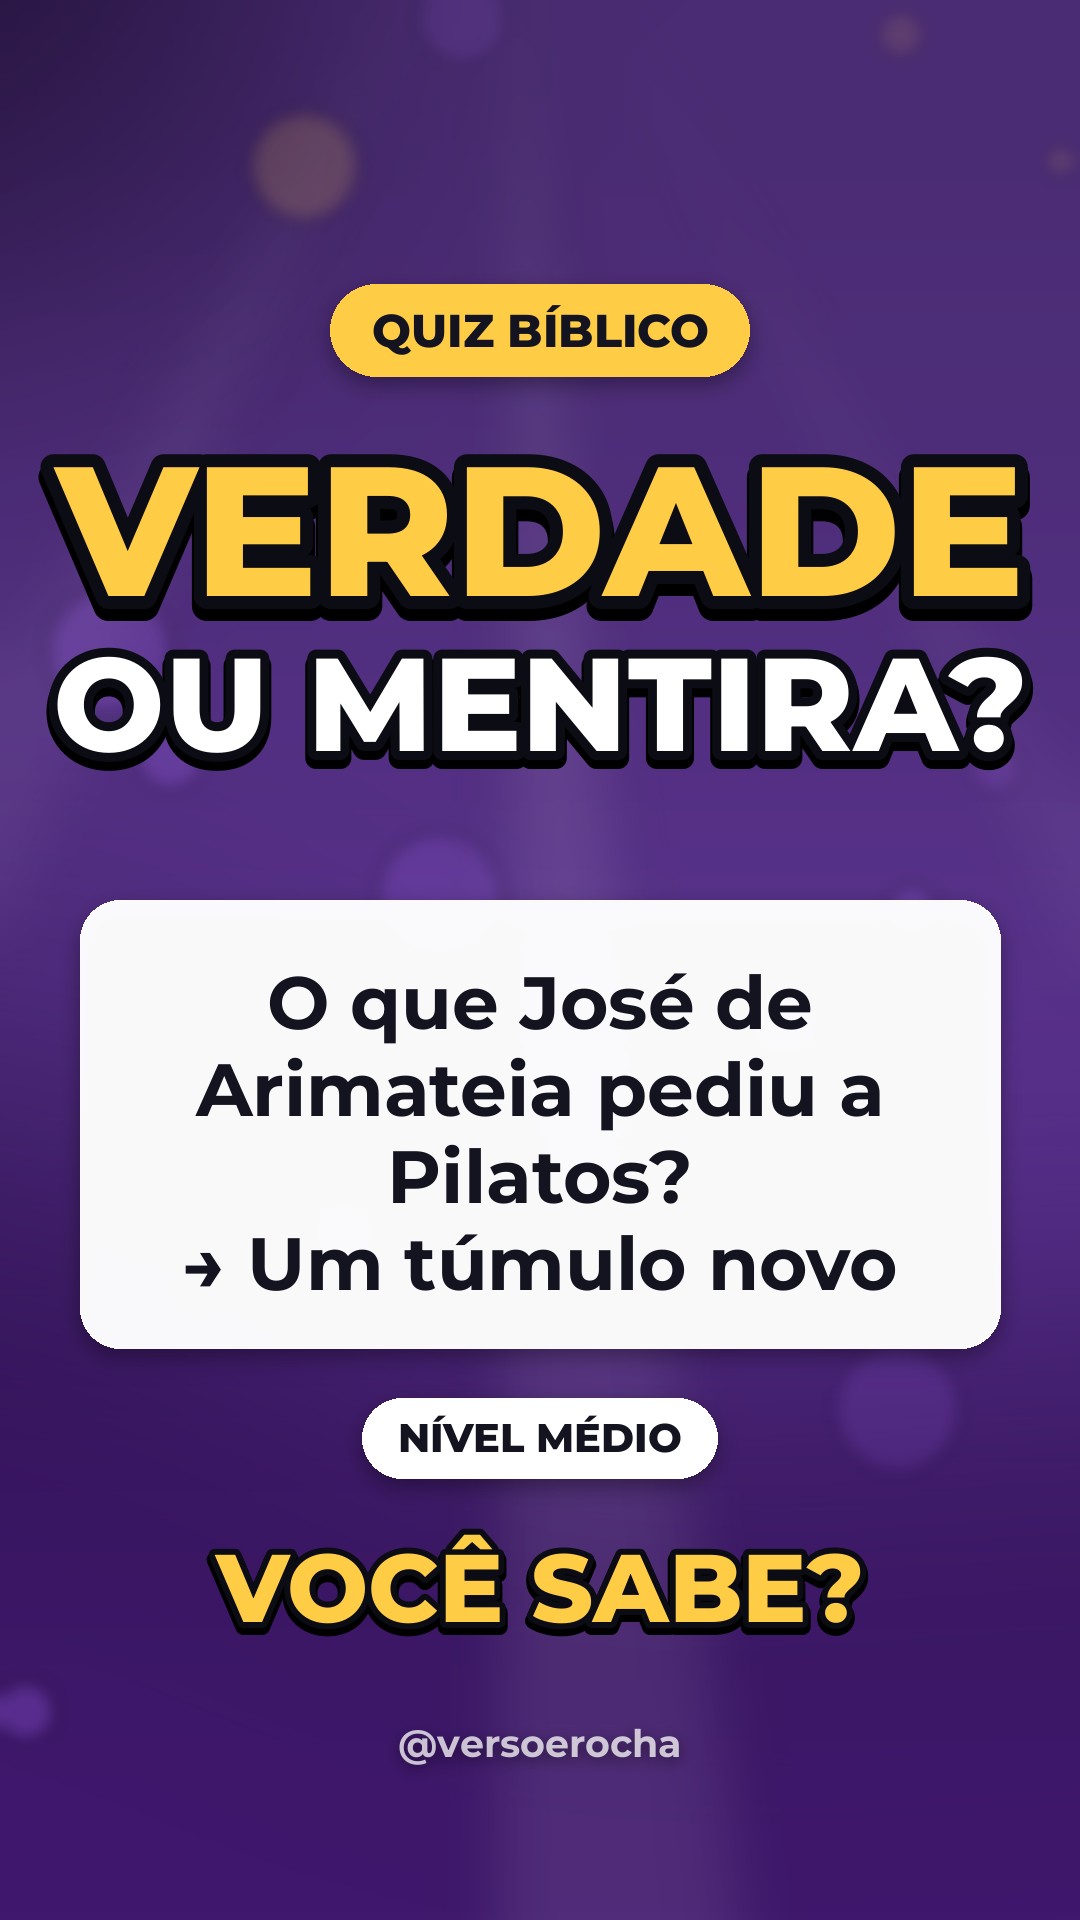 QUIZ BÍBLICO
VERDADE
OU MENTIRA?
O que José de
Arimateia pediu a
Pilatos?
→ Um túmulo novo
NÍVEL MÉDIO
VOCÊ SABE?
@versoerocha